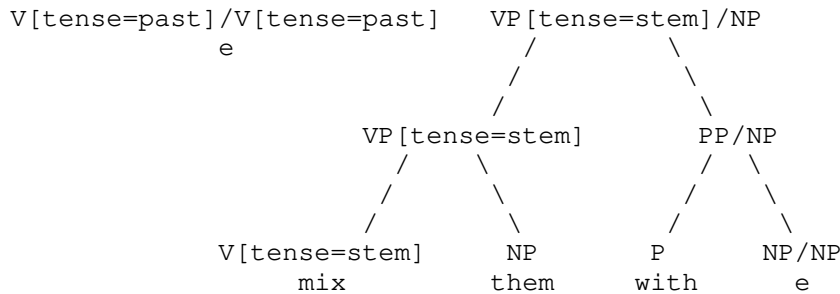 V[tense=past]/V[tense=past] VP[tense=stem]/NP
e
VP[tense=stem] PP/NP
V[tense=stem] NP P NP/NP
mix them with e